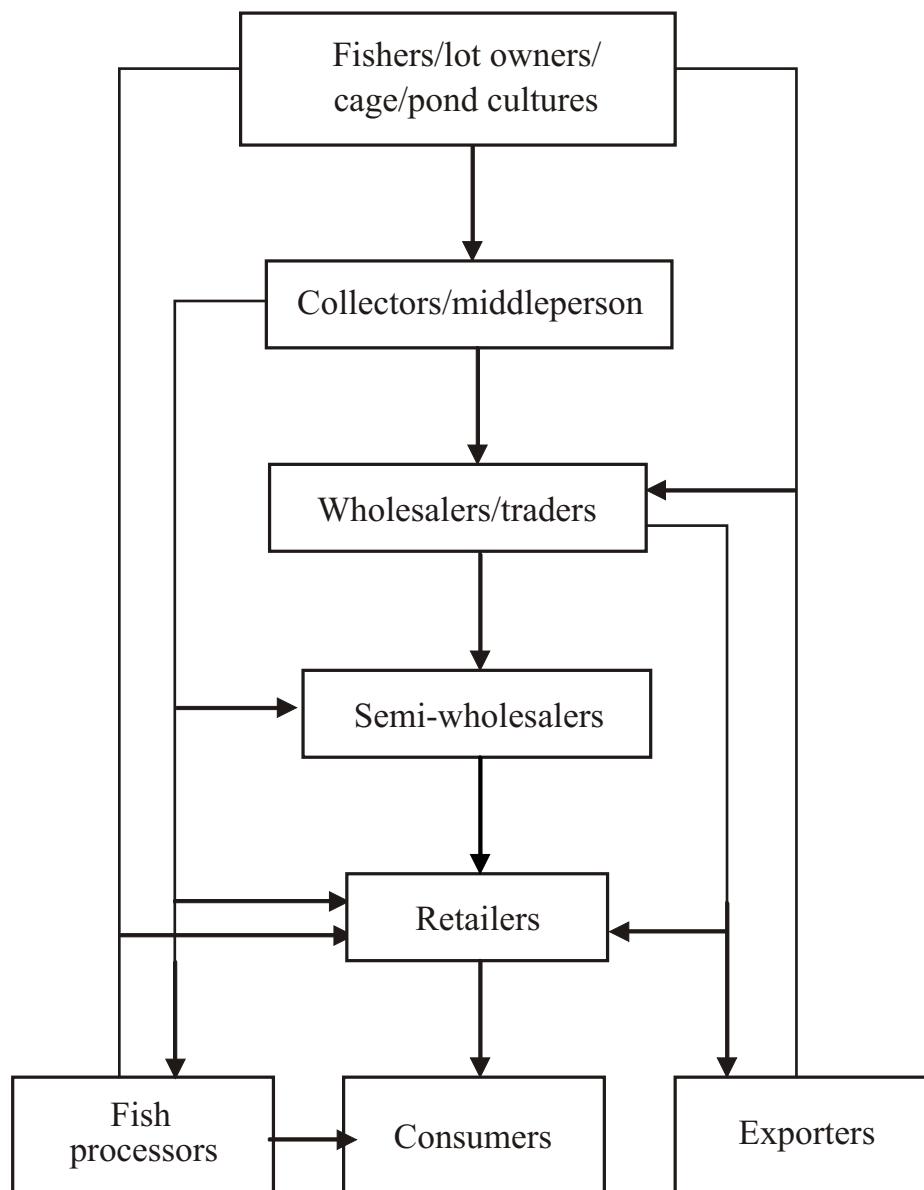 Fishers/lot owners/
cage/pond cultures
Collectors/middleperson
Wholesalers/traders
Semi-wholesalers
Retailers
Fish
processors
Consumers
Exporters